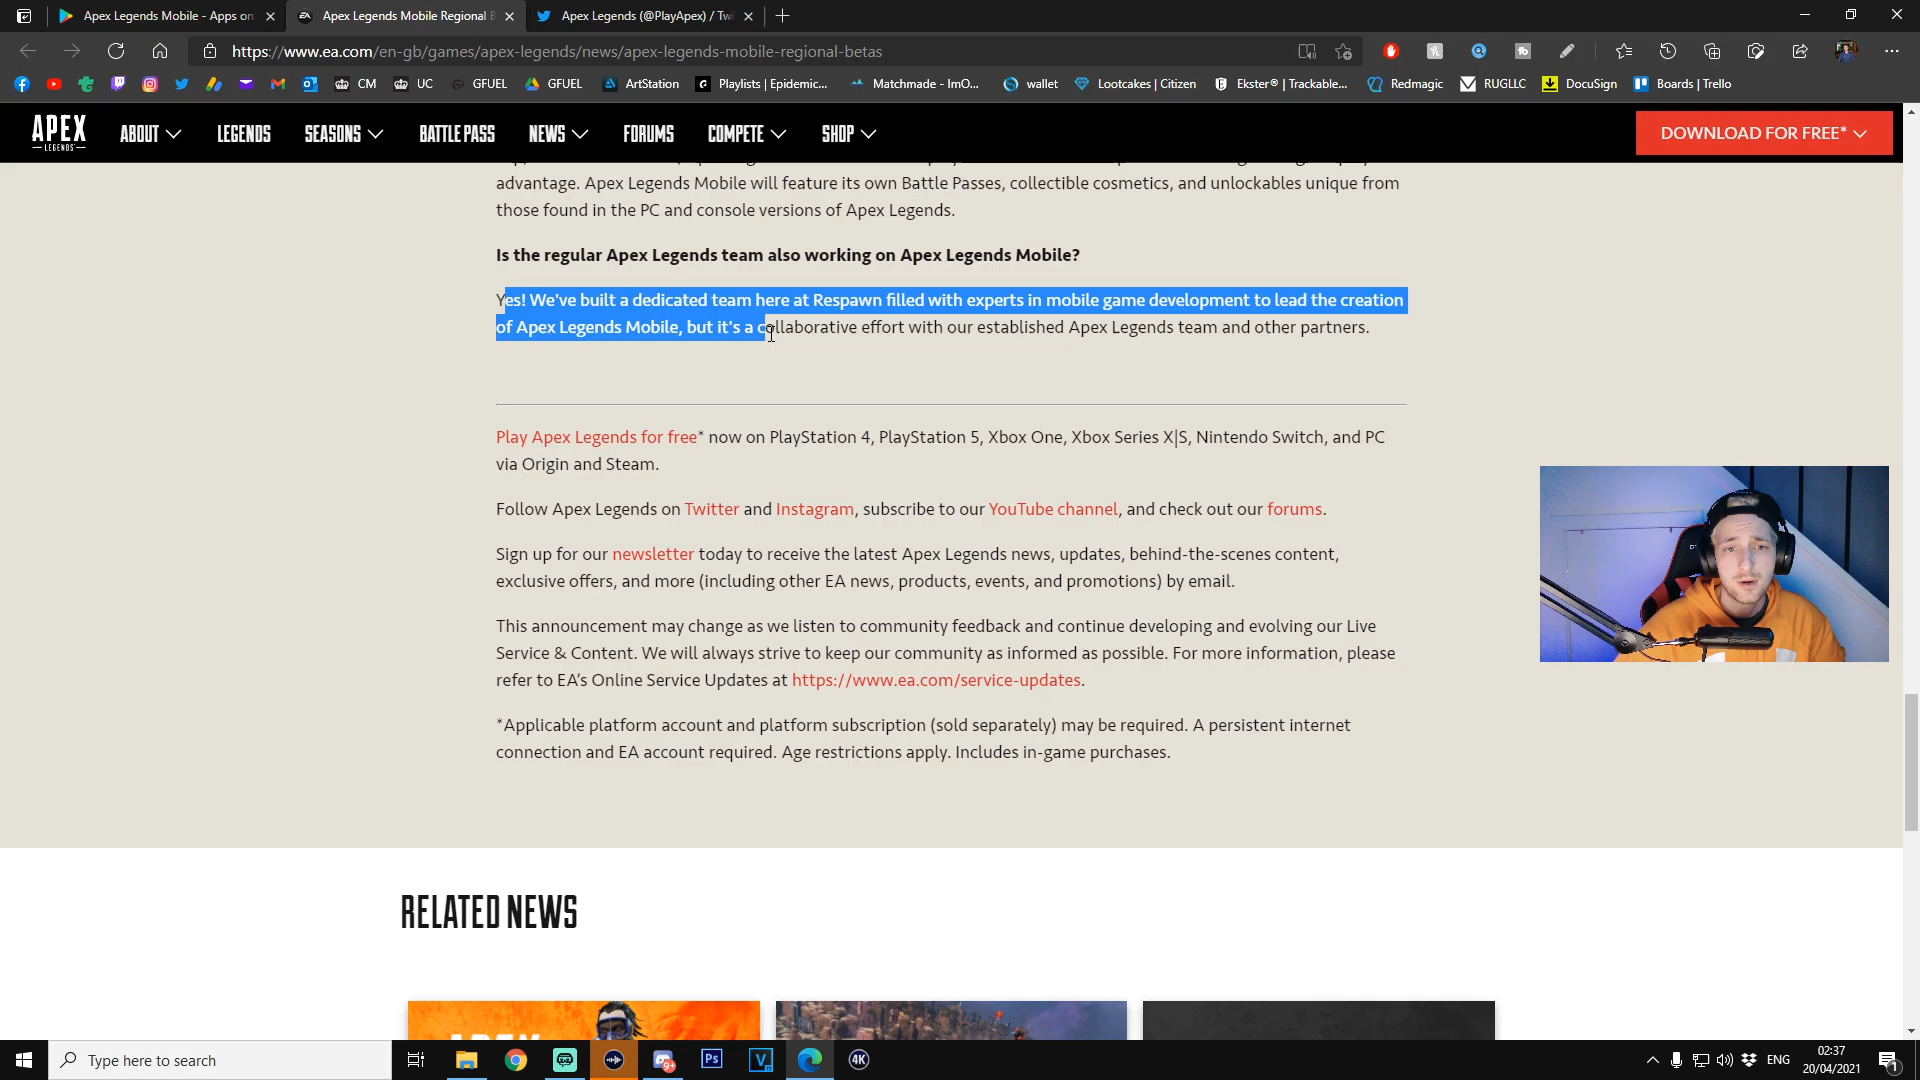 Apex Legends Mobile - Apps on
Apex Legends Mobile Regional B
Apex Legends (@PlayApex) / Twi
https://www.ea.com/en-gb/games/apex-legends/news/apex-legends-mobile-regional-betas
CM
UC
GFUEL
GFUEL
ArtStation
Playlists | Epidemic...
Matchmade - ImO...
wallet
Lootcakes | Citizen
Ekster® | Trackable...
Redmagic
RUGLLC
DocuSign
Boards | Trello
APEX
LEGENDS
ABOUT
LEGENDS
SEASONS
BATTLE PASS
NEWS
FORUMS
COMPETE
SHOP
DOWNLOAD FOR FREE*
advantage. Apex Legends Mobile will feature its own Battle Passes, collectible cosmetics, and unlockables unique from
those found in the PC and console versions of Apex Legends.
Is the regular Apex Legends team also working on Apex Legends Mobile?
Yes! We've built a dedicated team here at Respawn filled with experts in mobile game development to lead the creation
of Apex Legends Mobile, but it's a collaborative effort with our established Apex Legends team and other partners.
Play Apex Legends for free* now on PlayStation 4, PlayStation 5, Xbox One, Xbox Series X|S, Nintendo Switch, and PC
via Origin and Steam.
Follow Apex Legends on Twitter and Instagram, subscribe to our YouTube channel, and check out our forums.
Sign up for our newsletter today to receive the latest Apex Legends news, updates, behind-the-scenes content,
exclusive offers, and more (including other EA news, products, events, and promotions) by email.
This announcement may change as we listen to community feedback and continue developing and evolving our Live
Service & Content. We will always strive to keep our community as informed as possible. For more information, please
refer to EA's Online Service Updates at https://www.ea.com/service-updates.
*Applicable platform account and platform subscription (sold separately) may be required. A persistent internet
connection and EA account required. Age restrictions apply. Includes in-game purchases.
RELATED NEWS
Type here to search
9+
Ps
V
4K
ENG
02:37
20/04/2021
1